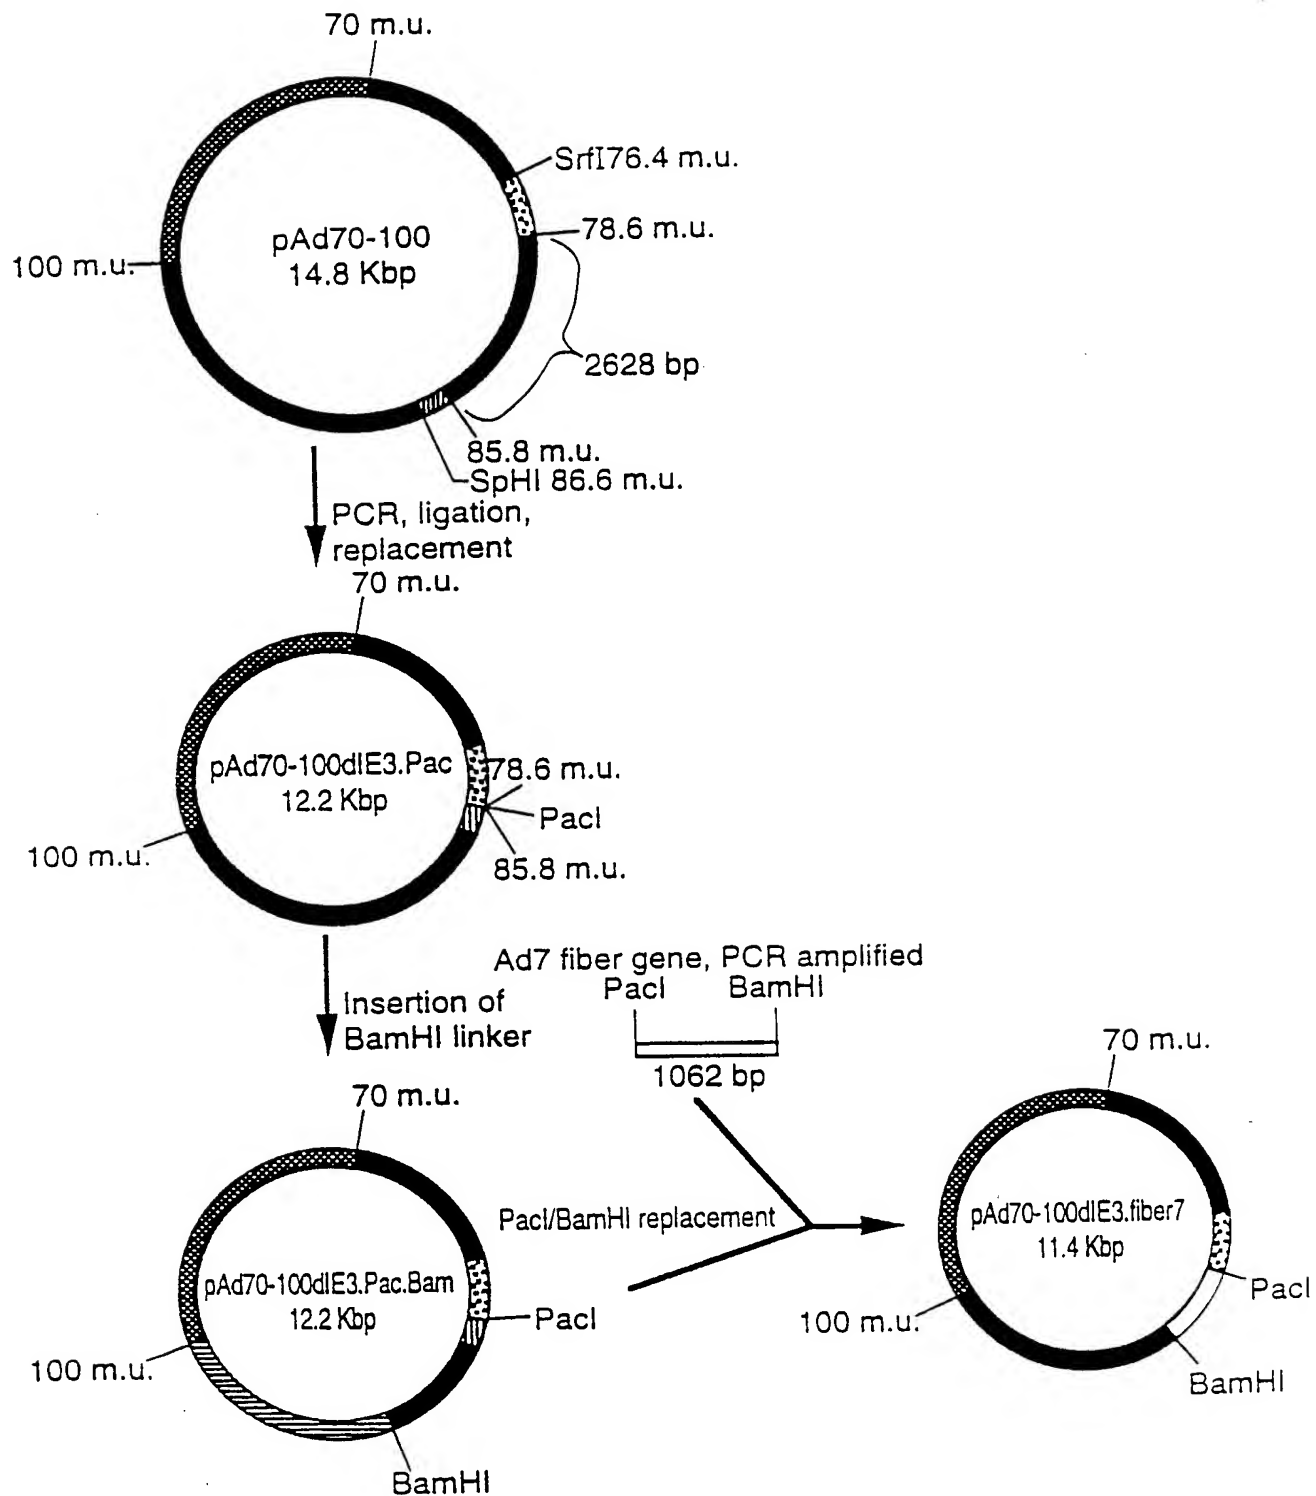 70 m.u.
SrfI76.4 m.u.
pAd70-100
14.8 Kbp
78.6 m.u.
100 m.u.
2628 bp
85.8 m.u.
SpHI 86.6 m.u.
PCR, ligation,
replacement
70 m.u.
pAd70-100dlE3.Pac
12.2 Kbp
78.6 m.u.
PacI
100 m.u.
85.8 m.u.
Insertion of
BamHI linker
Ad7 fiber gene, PCR amplified
PacI BamHI
1062 bp
70 m.u.
pAd70-100dlE3.Pac.Bam
12.2 Kbp
PacI
100 m.u.
BamHI
PacI/BamHI replacement
70 m.u.
pAd70-100dlE3.fiber7
11.4 Kbp
PacI
100 m.u.
BamHI